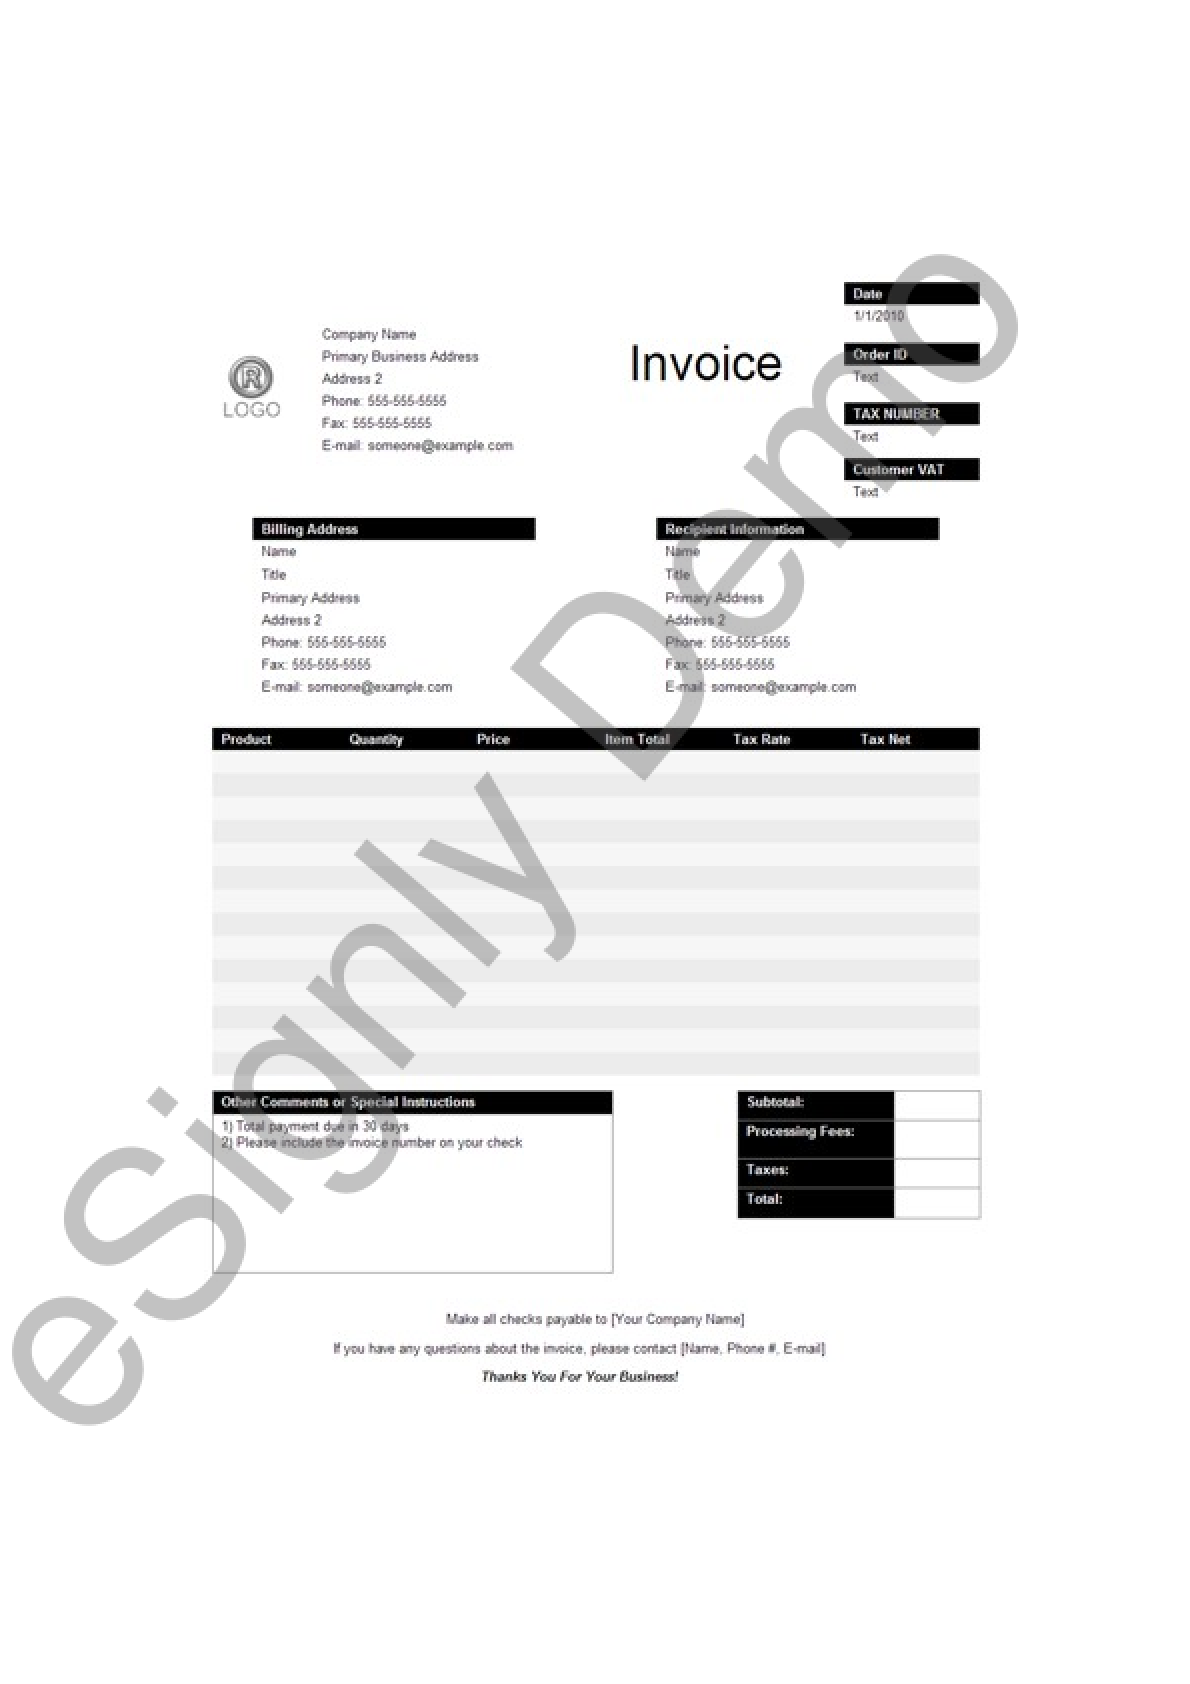 Date
1/1/2010
Company Name
Primary Business Address
Address 2
Phone: 555-555-5555
Fax: 555-555-5555
E-mail: someone@example.com
R
LOGO
Invoice
Order ID
Text
TAX NUMBER
Text
Customer VAT
Text
Billing Address
Name
Title
Primary Address
Address 2
Phone: 555-555-5555
Fax: 555-555-5555
E-mail: someone@example.com
Recipient Information
Name
Title
Primary Address
Address 2
Phone: 555-555-5555
Fax: 555-555-5555
E-mail: someone@example.com
Product Quantity Price Item Total Tax Rate Tax Net
Other Comments or Special Instructions
1) Total payment due in 30 days
2) Please include the invoice number on your check
Subtotal:
Processing Fees:
Taxes:
Total:
Make all checks payable to [Your Company Name]
If you have any questions about the invoice, please contact [Name, Phone #, E-mail]
Thanks You For Your Business!
eSignly Demo